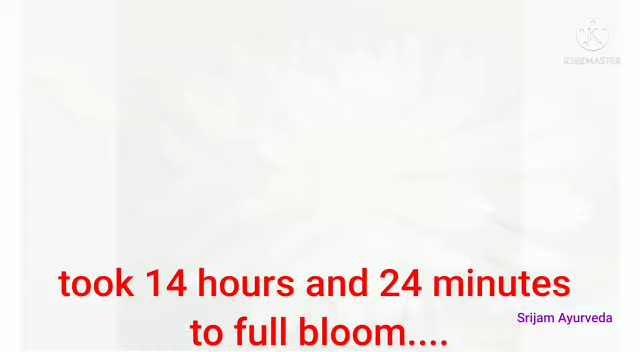 KINEMASTER
took 14 hours and 24 minutes
Srijam Ayurveda
to full bloom....